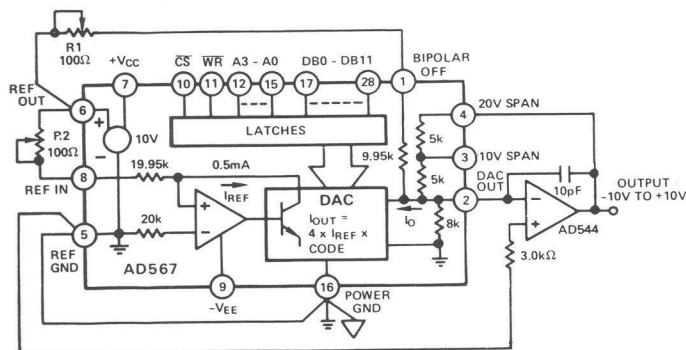 R1
100Ω
+VCC
CS WR A3 - A0 DB0 - DB11
BIPOLAR
OFF
REF
OUT
7 10 11 12 15 17 28 1
6
4 20V SPAN
LATCHES
R2
100Ω
+
10V
-
5k
9.95k
3 10V SPAN
5k
DAC
OUT
10pF
8
REF IN
19.95k
0.5mA
IREF
DAC
IOUT =
4 x IREF x
CODE
IO
8k
2
OUTPUT
-10V TO +10V
+
-
-
+
AD544
5
20k
REF
GND
AD567
3.0kΩ
9
-VEE
16
POWER
GND